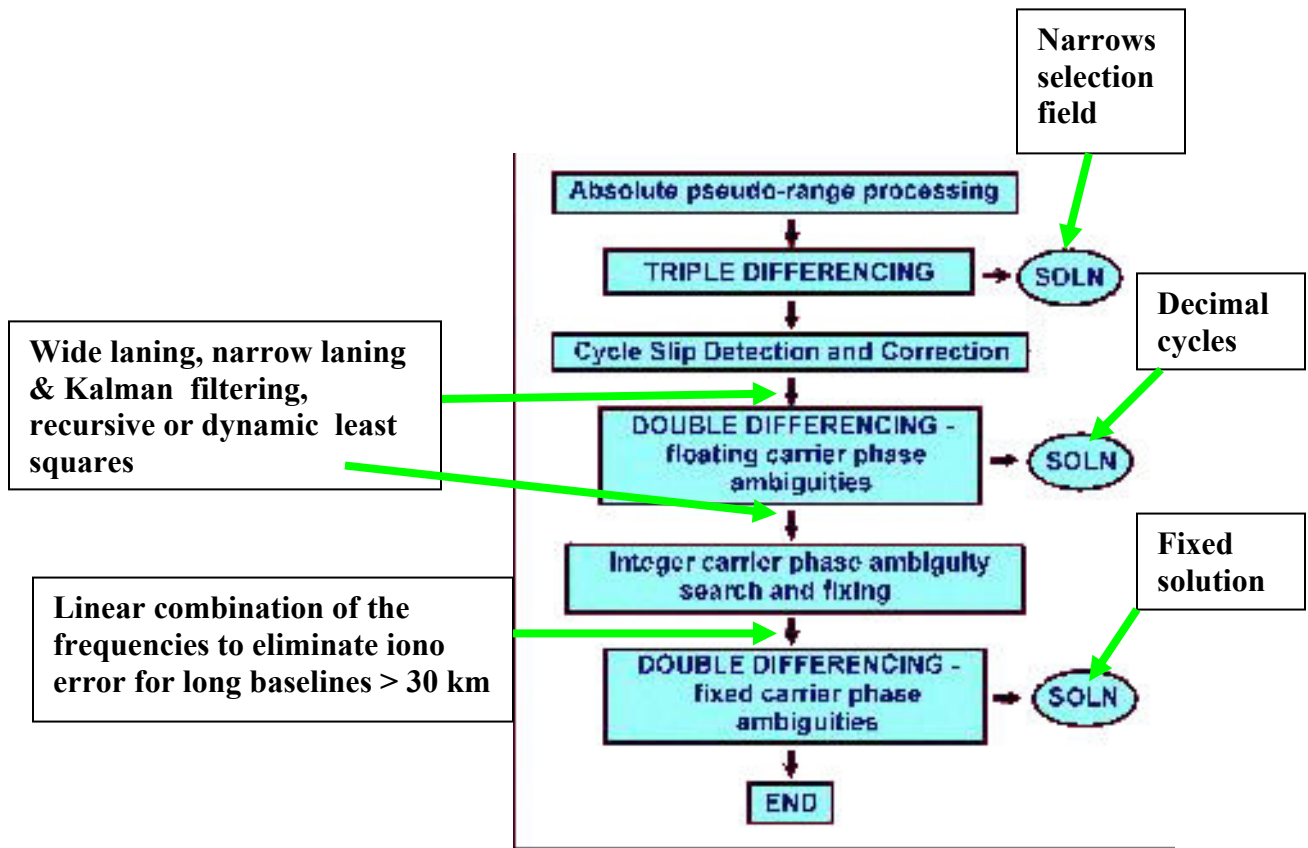 Narrows
selection
field
Absolute pseudo-range processing
TRIPLE DIFFERENCING
SOLN
Decimal
cycles
Wide laning, narrow laning
& Kalman filtering,
recursive or dynamic least
squares
Cycle Slip Detection and Correction
DOUBLE DIFFERENCING -
floating carrier phase
ambiguities
SOLN
Fixed
solution
Integer carrier phase ambiguity
search and fixing
Linear combination of the
frequencies to eliminate iono
error for long baselines > 30 km
DOUBLE DIFFERENCING -
fixed carrier phase
ambiguities
SOLN
END